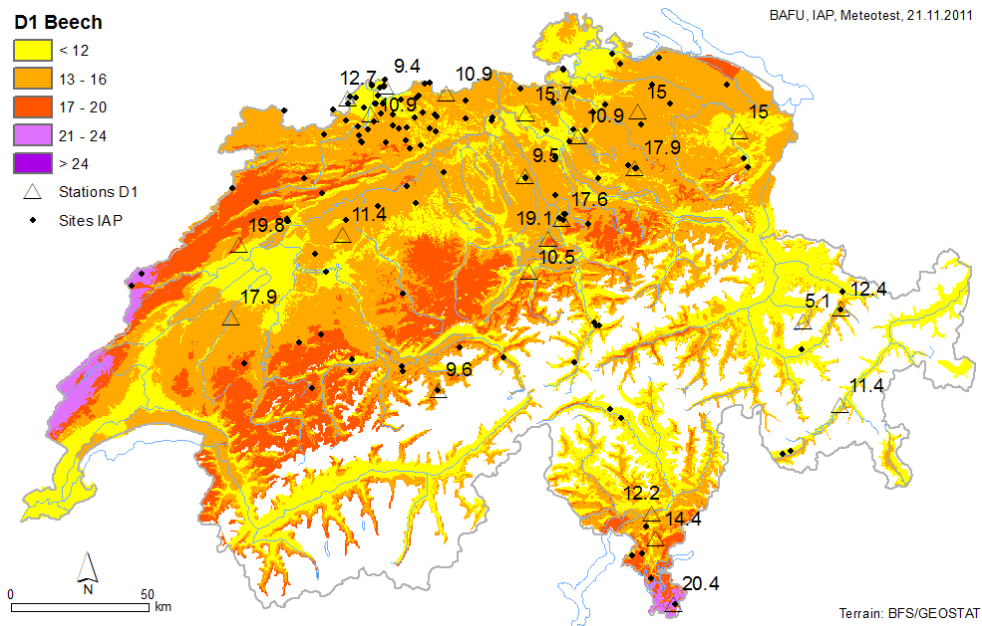 D1 Beech
BAFU, IAP, Meteotest, 21.11.2011
< 12
13 - 16
17 - 20
21 - 24
> 24
Stations D1
Sites IAP
12.7
9.4
10.9
10.9
15.7
10.9
15
15
9.5
17.9
17.6
19.1
10.5
11.4
19.8
17.9
9.6
12.4
5.1
11.4
12.2
14.4
20.4
N
0
50
km
Terrain: BFS/GEOSTAT